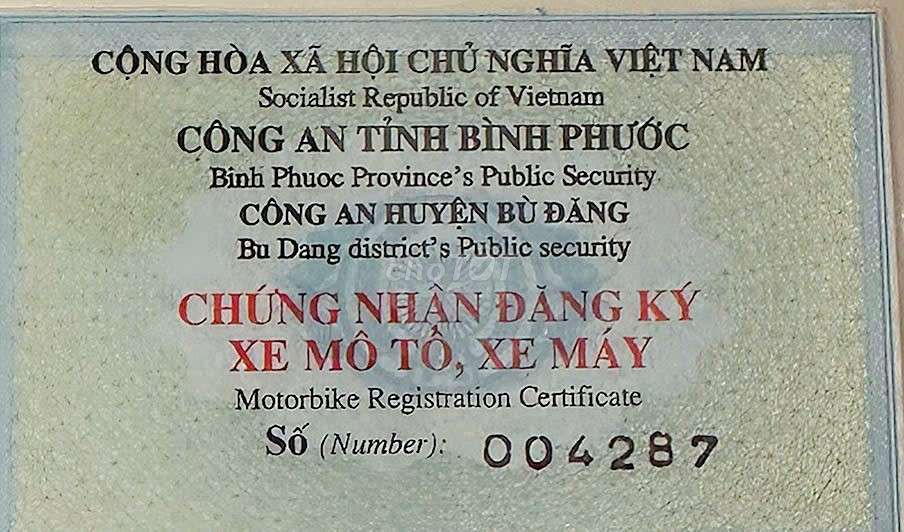 CỘNG HÒA XÃ HỘI CHỦ NGHĨA VIỆT NAM
Socialist Republic of Vietnam
CÔNG AN TỈNH BÌNH PHƯỚC
Binh Phuoc Province's Public Security
CÔNG AN HUYỆN BÙ ĐĂNG
Bu Dang district's Public security
chợ tốt
CHỨNG NHẬN ĐĂNG KÝ
XE MÔ TÔ, XE MÁY
Motorbike Registration Certificate
Số (Number): 004287